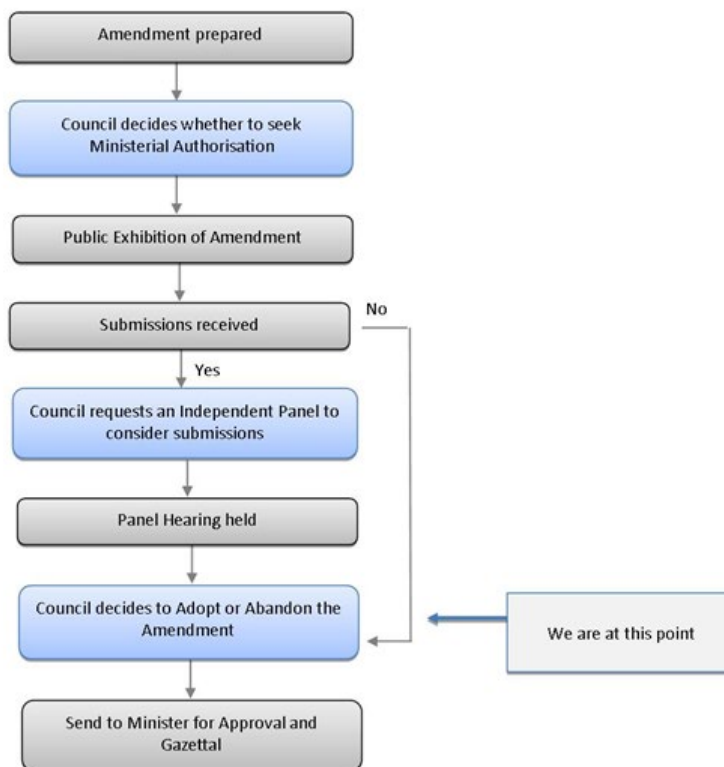 Amendment prepared
Council decides whether to seek
Ministerial Authorisation
Public Exhibition of Amendment
Submissions received
No
Yes
Council requests an Independent Panel to
consider submissions
Panel Hearing held
Council decides to Adopt or Abandon the
Amendment
We are at this point
Send to Minister for Approval and
Gazettal